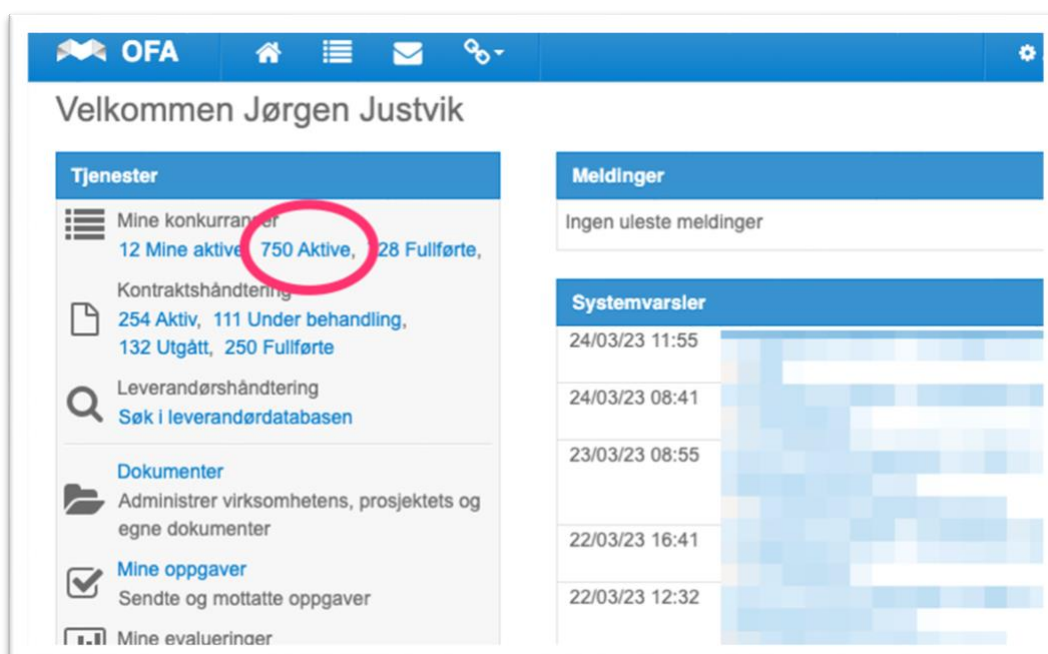 OFA
Velkommen Jørgen Justvik
Tjenester
Mine konkurranser
12 Mine aktive, 750 Aktive, 28 Fullførte,
Kontraktshåndtering
254 Aktiv, 111 Under behandling,
132 Utgått, 250 Fullførte
Leverandørshåndtering
Søk i leverandørdatabasen
Dokumenter
Administrer virksomhetens, prosjektets og
egne dokumenter
Mine oppgaver
Sendte og mottatte oppgaver
Mine evalueringer
Meldinger
Ingen uleste meldinger
Systemvarsler
24/03/23 11:55
24/03/23 08:41
23/03/23 08:55
22/03/23 16:41
22/03/23 12:32